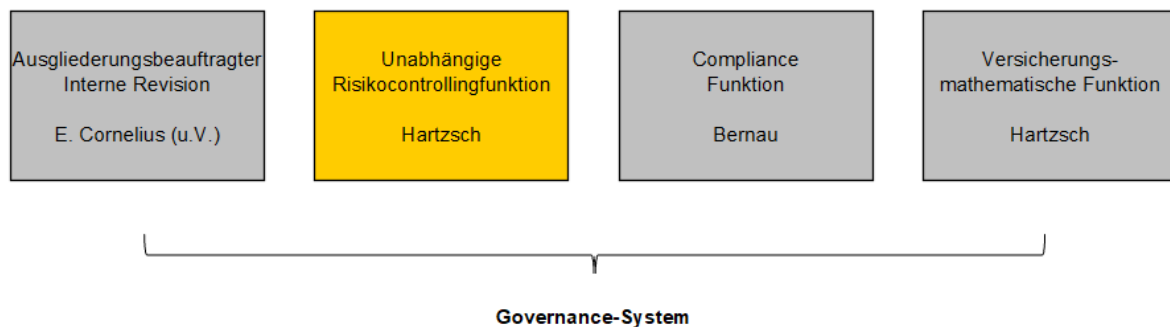 Ausgliederungsbeauftragter
Interne Revision
E. Cornelius (u.V.)
Unabhängige
Risikocontrollingfunktion
Hartzsch
Compliance
Funktion
Bernau
Versicherungs-
mathematische Funktion
Hartzsch
Governance-System